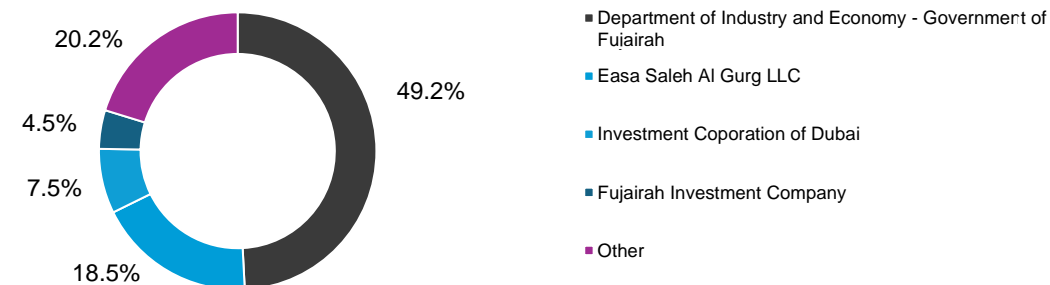 20.2%
49.2%
4.5%
7.5%
18.5%
Department of Industry and Economy - Government of
Fujairah
Easa Saleh Al Gurg LLC
Investment Coporation of Dubai
Fujairah Investment Company
Other